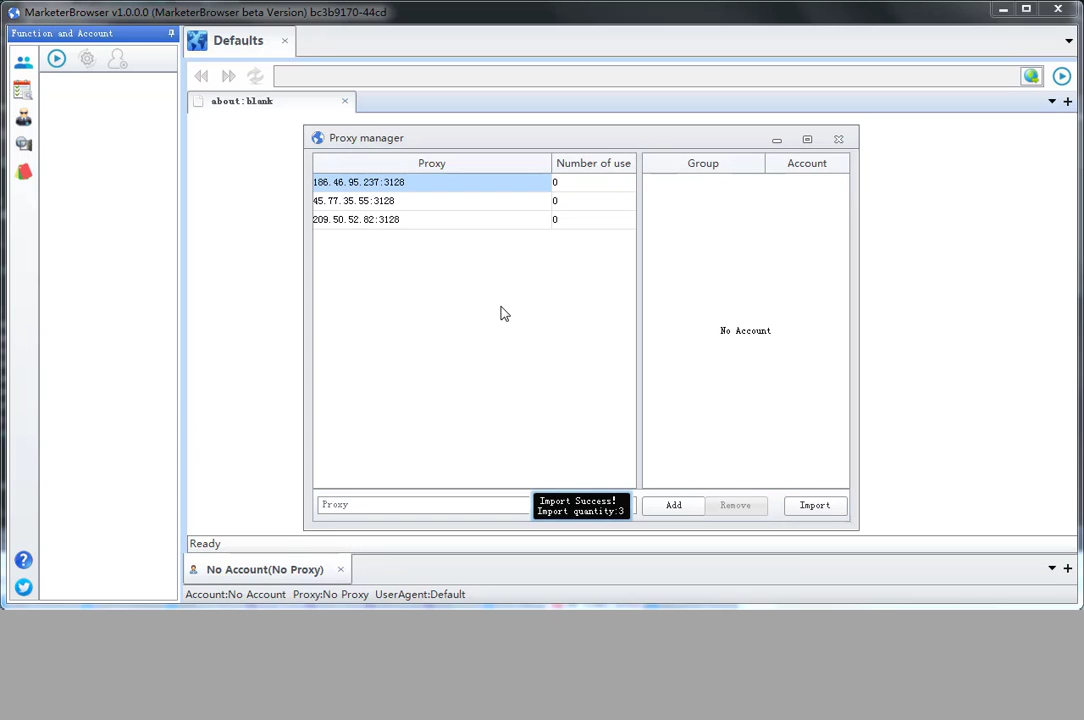 MarketerBrowser v1.0.0.0 (MarketerBrowser beta Version) bc3b9170-44cd
Function and Account
Defaults
about:blank
Proxy manager
Proxy Number of use Group Account
186.46.95.237:3128 0
45.77.35.55:3128 0
209.50.52.82:3128 0
No Account
Proxy
Import Success!
Import quantity:3
Add Remove Import
Ready
No Account(No Proxy)
Account:No Account Proxy:No Proxy UserAgent:Default